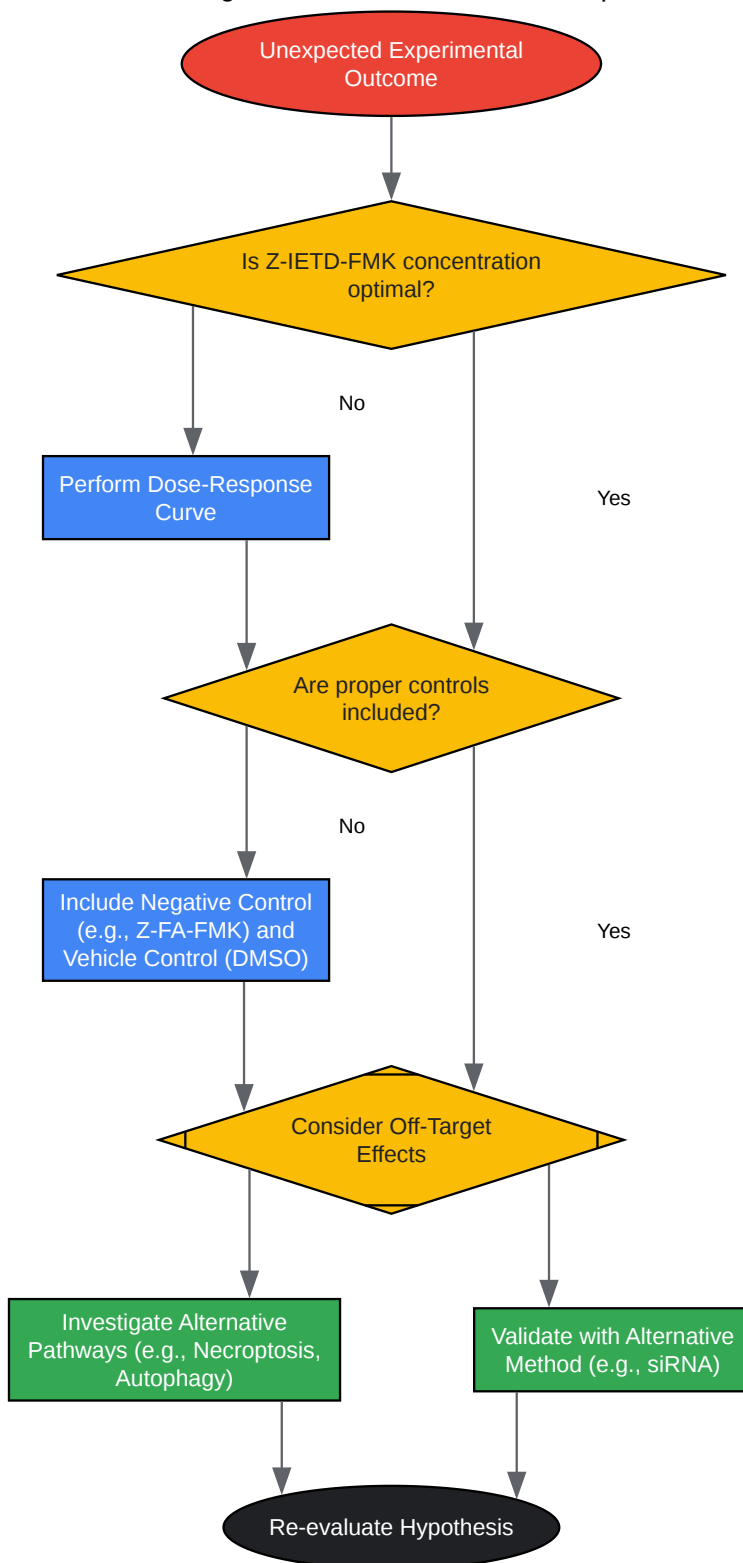 Unexpected Experimental
Outcome
Is Z-IETD-FMK concentration
optimal?
No
Perform Dose-Response
Curve
Yes
Are proper controls
included?
No
Include Negative Control
(e.g., Z-FA-FMK) and
Vehicle Control (DMSO)
Yes
Consider Off-Target
Effects
Investigate Alternative
Pathways (e.g., Necroptosis,
Autophagy)
Validate with Alternative
Method (e.g., siRNA)
Re-evaluate Hypothesis